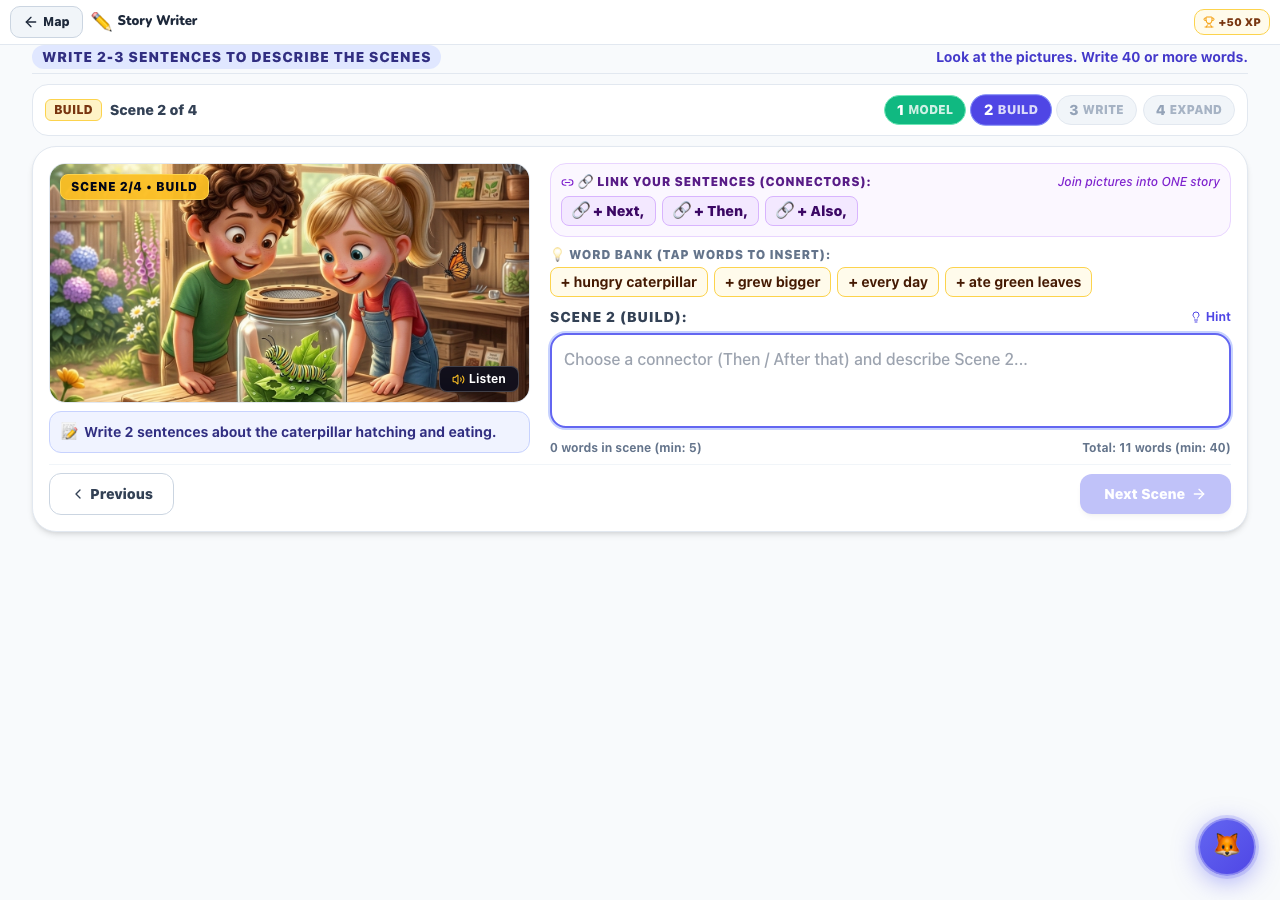 Map
Story Writer
+50 XP
WRITE 2-3 SENTENCES TO DESCRIBE THE SCENES
Look at the pictures. Write 40 or more words.
BUILD
Scene 2 of 4
1 MODEL
2 BUILD
3 WRITE
4 EXPAND
SCENE 2/4 • BUILD
Listen
Write 2 sentences about the caterpillar hatching and eating.
LINK YOUR SENTENCES (CONNECTORS):
Join pictures into ONE story
+ Next,
+ Then,
+ Also,
WORD BANK (TAP WORDS TO INSERT):
+ hungry caterpillar
+ grew bigger
+ every day
+ ate green leaves
SCENE 2 (BUILD):
Hint
Choose a connector (Then / After that) and describe Scene 2...
0 words in scene (min: 5)
Total: 11 words (min: 40)
Previous
Next Scene